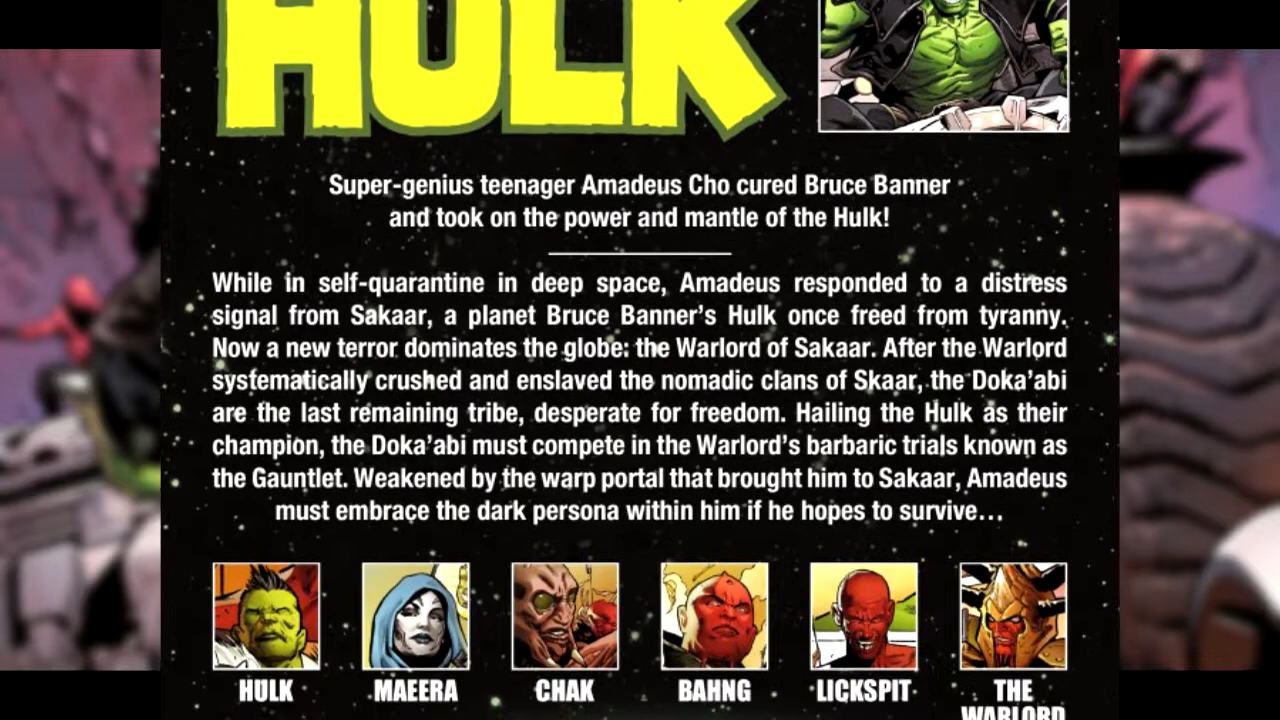 HULK
Super-genius teenager Amadeus Cho cured Bruce Banner
and took on the power and mantle of the Hulk!
While in self-quarantine in deep space, Amadeus responded to a distress
signal from Sakaar, a planet Bruce Banner's Hulk once freed from tyranny.
Now a new terror dominates the globe: the Warlord of Sakaar. After the Warlord
systematically crushed and enslaved the nomadic clans of Skaar, the Doka'abi
are the last remaining tribe, desperate for freedom. Hailing the Hulk as their
champion, the Doka'abi must compete in the Warlord's barbaric trials known as
the Gauntlet. Weakened by the warp portal that brought him to Sakaar, Amadeus
must embrace the dark persona within him if he hopes to survive...
HULK MAEERA CHAK BAHNG LICKSPIT THE
WARLORD